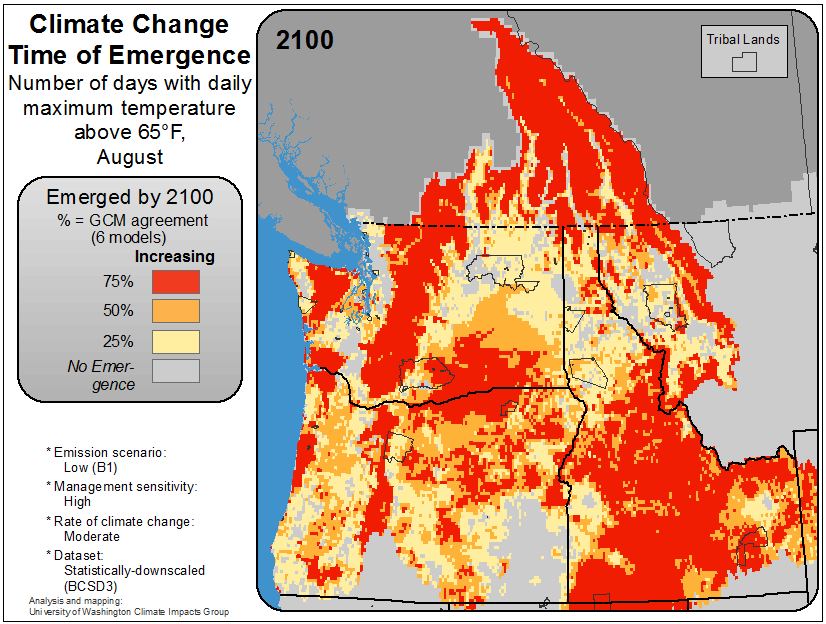 Climate Change
Time of Emergence
Number of days with daily
maximum temperature
above 65°F,
August
Emerged by 2100
% = GCM agreement
(6 models)
Increasing
75%
50%
25%
No Emer-
gence
* Emission scenario:
Low (B1)
* Management sensitivity:
High
* Rate of climate change:
Moderate
* Dataset:
Statistically-downscaled
(BCSD3)
Analysis and mapping:
University of Washington Climate Impacts Group
2100
Tribal Lands